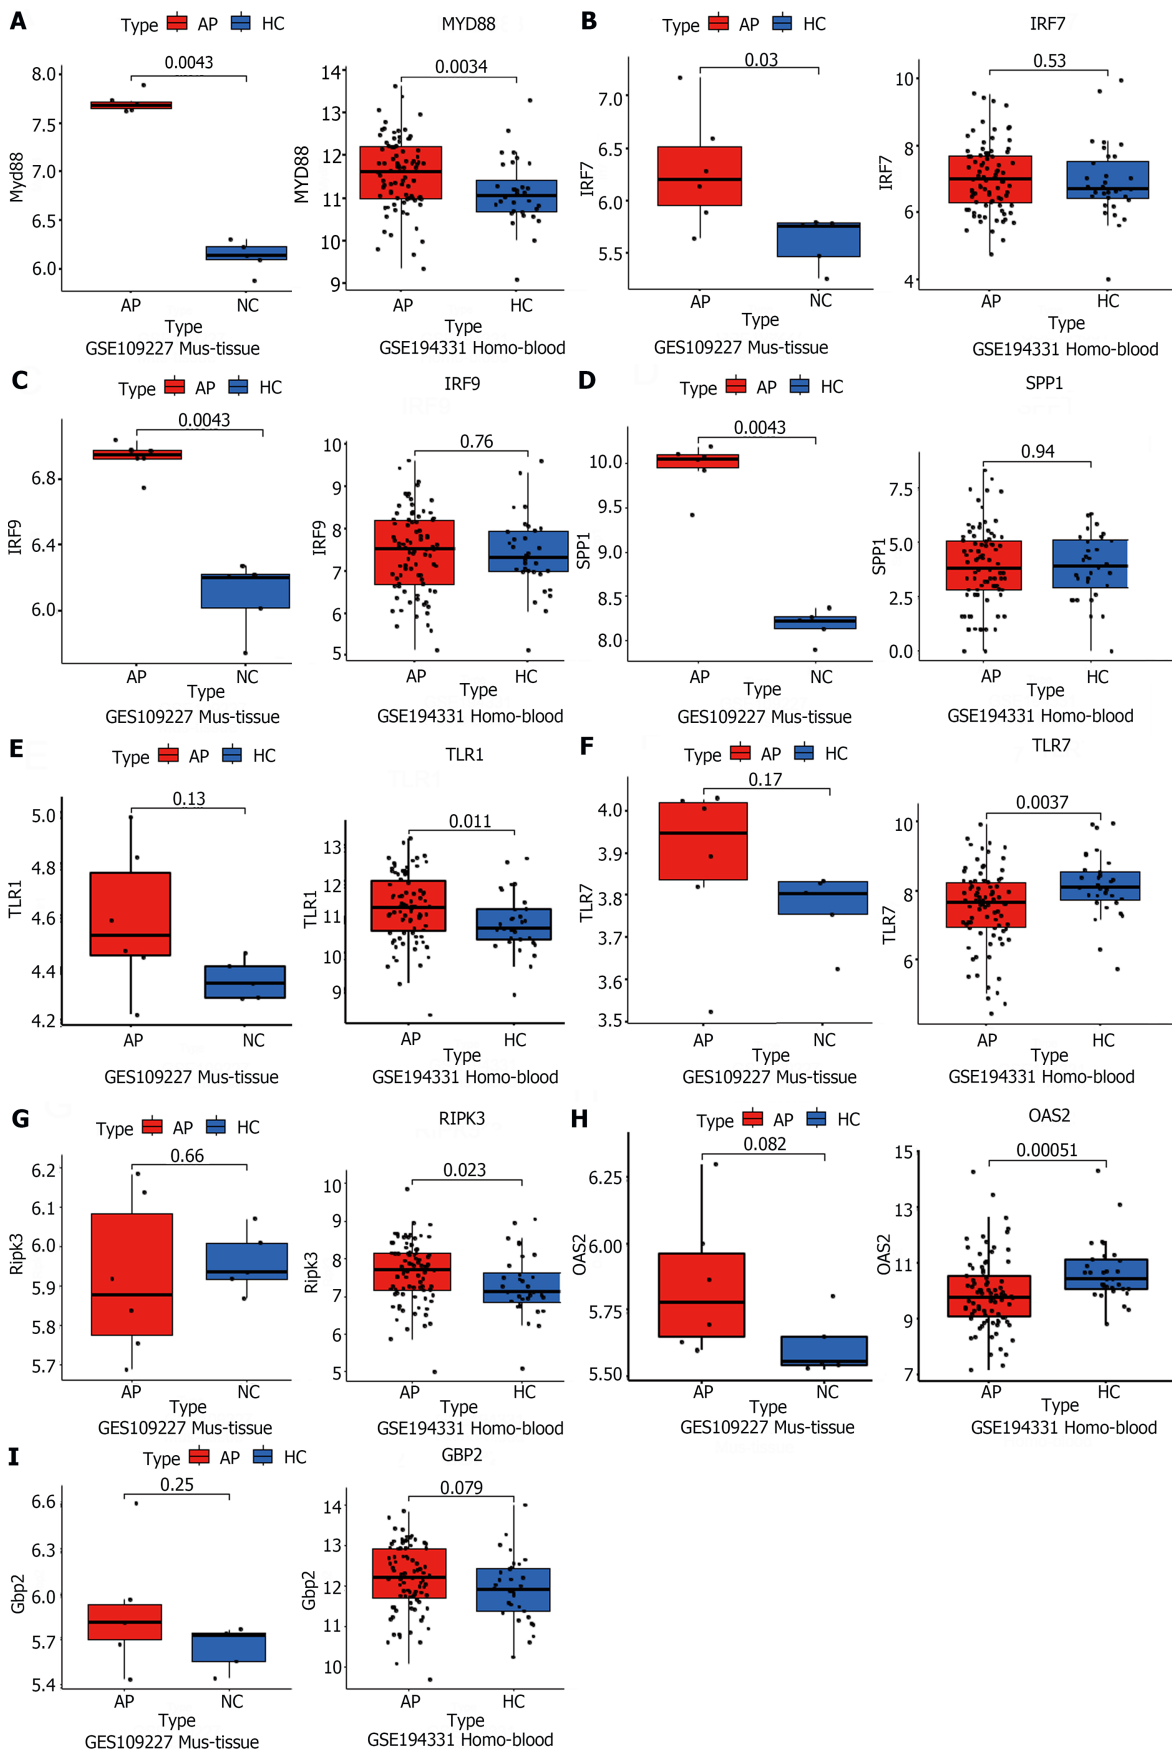 A Type AP HC MYD88
0.0043
0.0034
Myd88
8.0
7.5
7.0
6.5
6.0
AP NC
Type
GSE109227 Mus-tissue
MYD88
14
13
12
11
10
9
AP HC
Type
GSE194331 Homo-blood
B Type AP HC IRF7
0.03
0.53
IRF7
7.0
6.5
6.0
5.5
AP NC
Type
GES109227 Mus-tissue
IRF7
10
8
6
4
AP HC
Type
GSE194331 Homo-blood
C Type AP HC IRF9
0.0043
0.76
IRF9
6.8
6.4
6.0
AP NC
Type
GES109227 Mus-tissue
IRF9
10
9
8
7
6
5
AP HC
Type
GSE194331 Homo-blood
D Type AP HC SPP1
0.0043
0.94
SPP1
10.0
9.5
9.0
8.5
8.0
AP NC
Type
GES109227 Mus-tissue
SPP1
7.5
5.0
2.5
0.0
AP HC
Type
GSE194331 Homo-blood
E Type AP HC TLR1
0.13
0.011
TLR1
5.0
4.8
4.6
4.4
4.2
AP NC
GES109227 Mus-tissue
TLR1
13
12
11
10
9
AP HC
Type
GSE194331 Homo-blood
F Type AP HC TLR7
0.17
0.0037
TLR7
4.0
3.9
3.8
3.7
3.6
3.5
AP NC
Type
GES109227 Mus-tissue
TLR7
10
8
6
AP HC
Type
GSE194331 Homo-blood
G Type AP HC RIPK3
0.66
0.023
Ripk3
6.2
6.1
6.0
5.9
5.8
5.7
AP NC
Type
GES109227 Mus-tissue
Ripk3
10
9
8
7
6
5
AP HC
Type
GSE194331 Homo-blood
H Type AP HC OAS2
0.082
0.00051
OAS2
6.25
6.00
5.75
5.50
AP NC
Type
GES109227 Mus-tissue
OAS2
15
13
11
9
7
AP HC
Type
GSE194331 Homo-blood
I Type AP HC GBP2
0.25
0.079
Gbp2
6.6
6.3
6.0
5.7
5.4
AP NC
Type
GES109227 Mus-tissue
Gbp2
14
13
12
11
10
AP HC
Type
GSE194331 Homo-blood